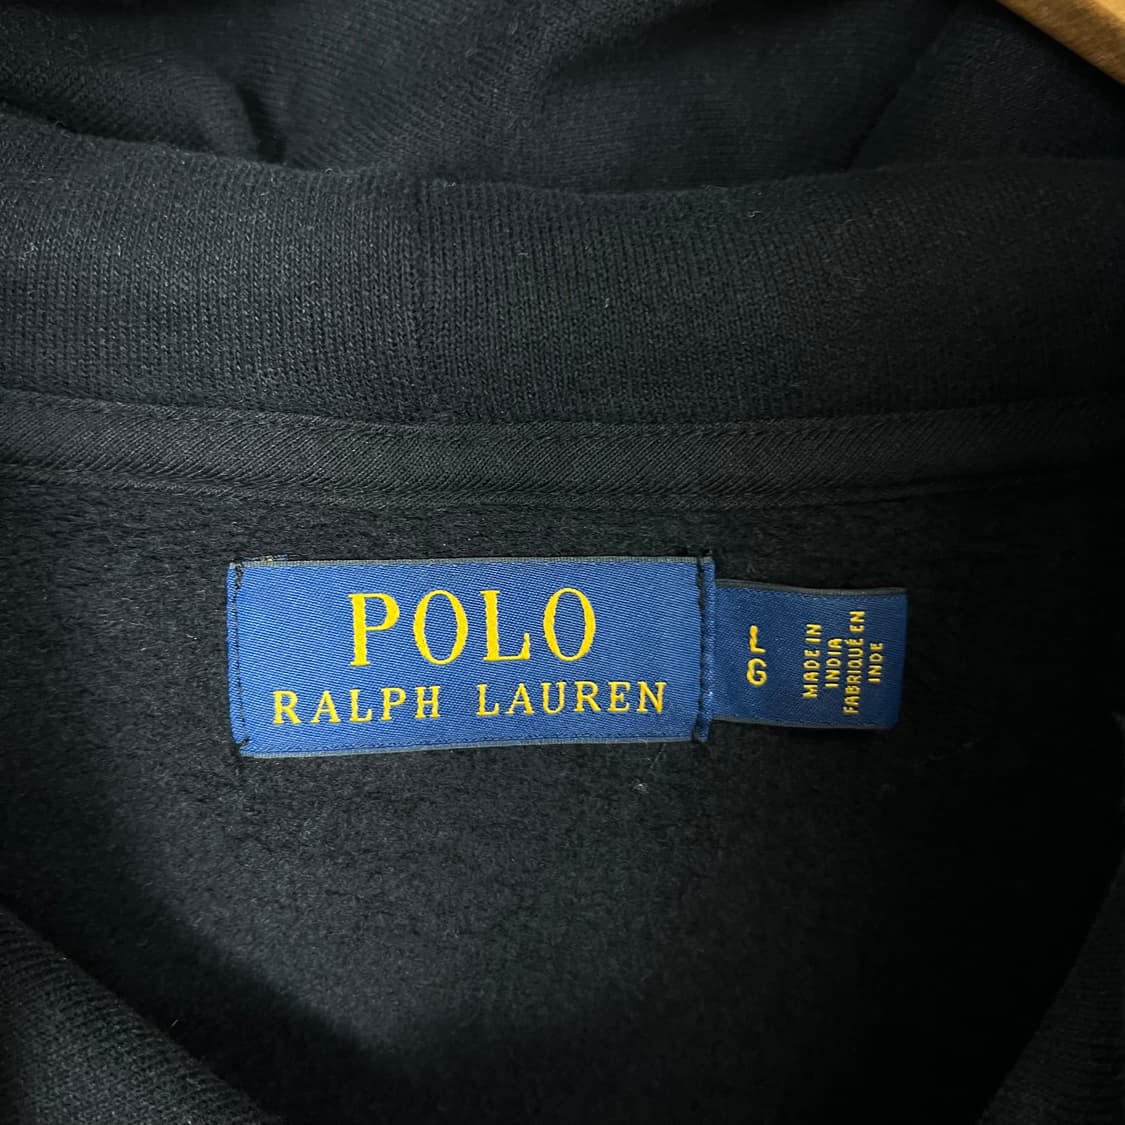 POLO
RALPH LAUREN
L
G
MADE IN
INDIA
FABRIQUÉ EN
INDE